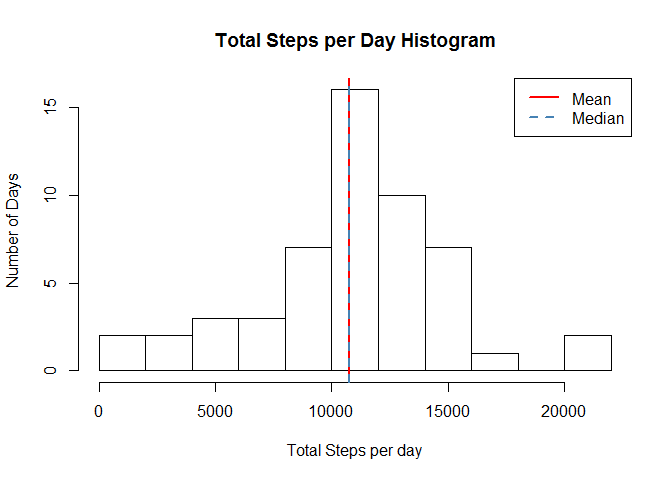 Total Steps per Day Histogram
Mean
Median
Number of Days
0
5
10
15
0 5000 10000 15000 20000
Total Steps per day